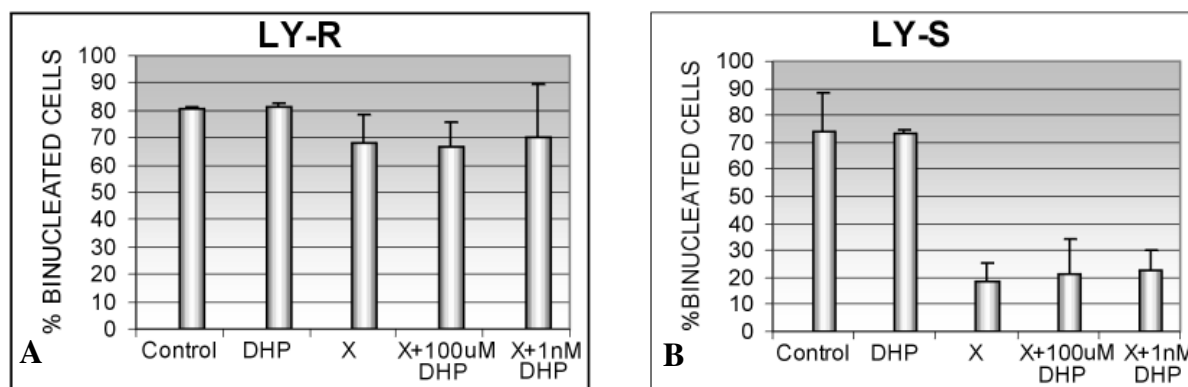 LY-R
% BINUCLEATED CELLS
100
90
80
70
60
50
40
30
20
10
0
Control DHP X X+100uM X+1nM
DHP DHP
A
LY-S
%BINUCLEATED CELLS
100
90
80
70
60
50
40
30
20
10
0
Control DHP X X+100uM X+1nM
DHP DHP
B